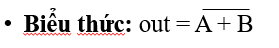 • Biểu thức: out = A + B